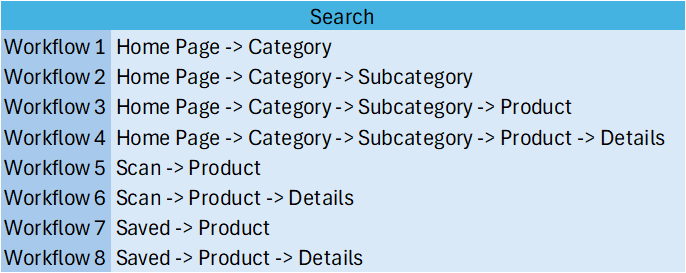 Search
Workflow 1 Home Page -> Category
Workflow 2 Home Page -> Category -> Subcategory
Workflow 3 Home Page -> Category -> Subcategory -> Product
Workflow 4 Home Page -> Category -> Subcategory -> Product -> Details
Workflow 5 Scan -> Product
Workflow 6 Scan -> Product -> Details
Workflow 7 Saved -> Product
Workflow 8 Saved -> Product -> Details